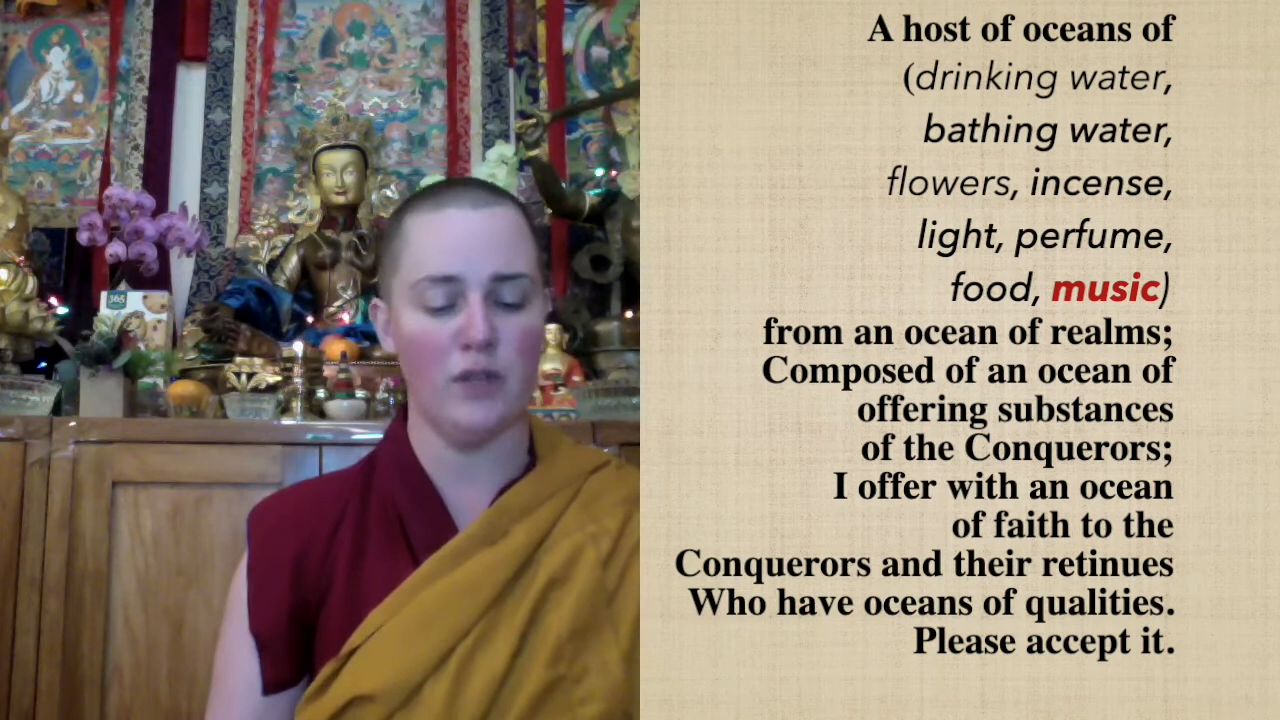 A host of oceans of
(drinking water,
bathing water,
flowers, incense,
light, perfume,
food, music)
from an ocean of realms;
Composed of an ocean of
offering substances
of the Conquerors;
I offer with an ocean
of faith to the
Conquerors and their retinues
Who have oceans of qualities.
Please accept it.
365